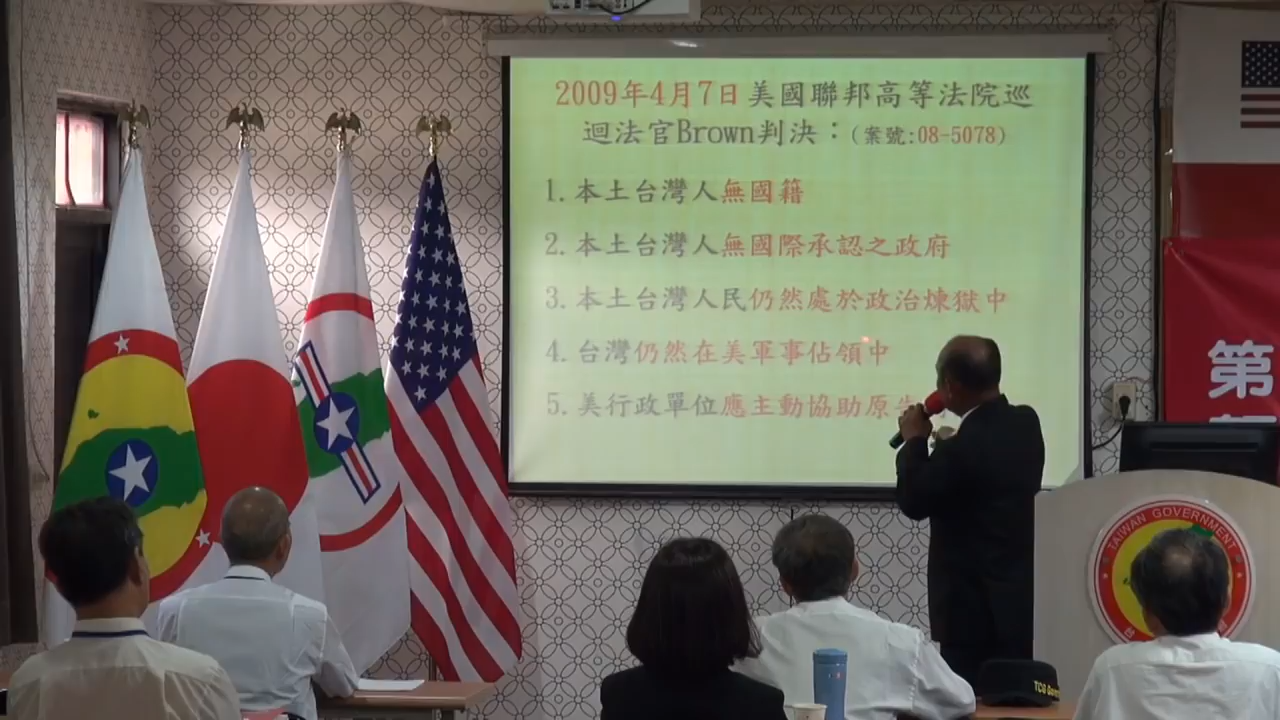 2009年4月7日美國聯邦高等法院巡
迴法官Brown判決：(案號:08-5078)
1.本土台灣人無國籍
2.本土台灣人無國際承認之政府
3.本土台灣人民仍然處於政治煉獄中
4.台灣仍然在美軍事佔領中
5.美行政單位應主動協助原
第
TAIWAN GOVERNMENT
TCG